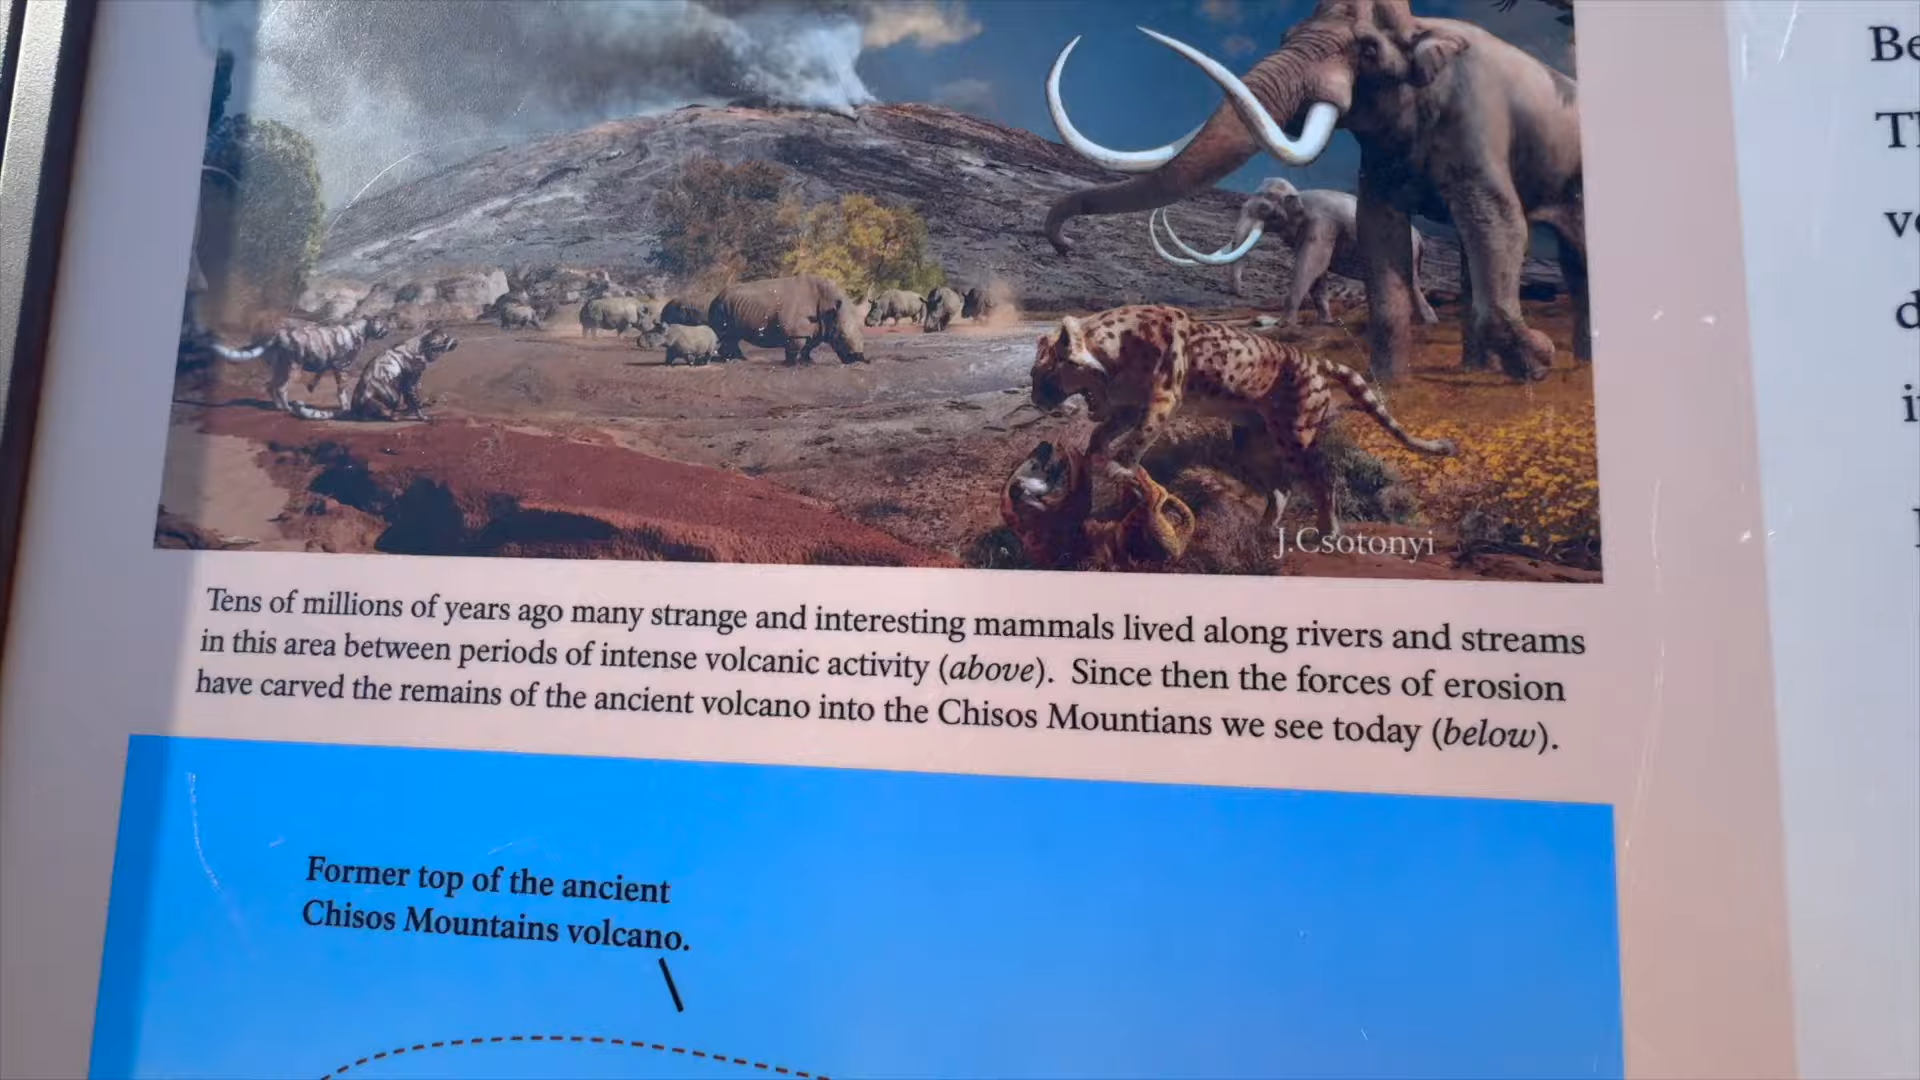 J.Csotonyi
Tens of millions of years ago many strange and interesting mammals lived along rivers and streams
in this area between periods of intense volcanic activity (above). Since then the forces of erosion
have carved the remains of the ancient volcano into the Chisos Mountians we see today (below).
Former top of the ancient
Chisos Mountains volcano.